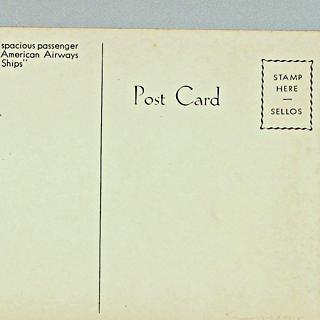 spacious passenger
American Airways
Ships"
Post Card
STAMP
HERE
—
SELLOS